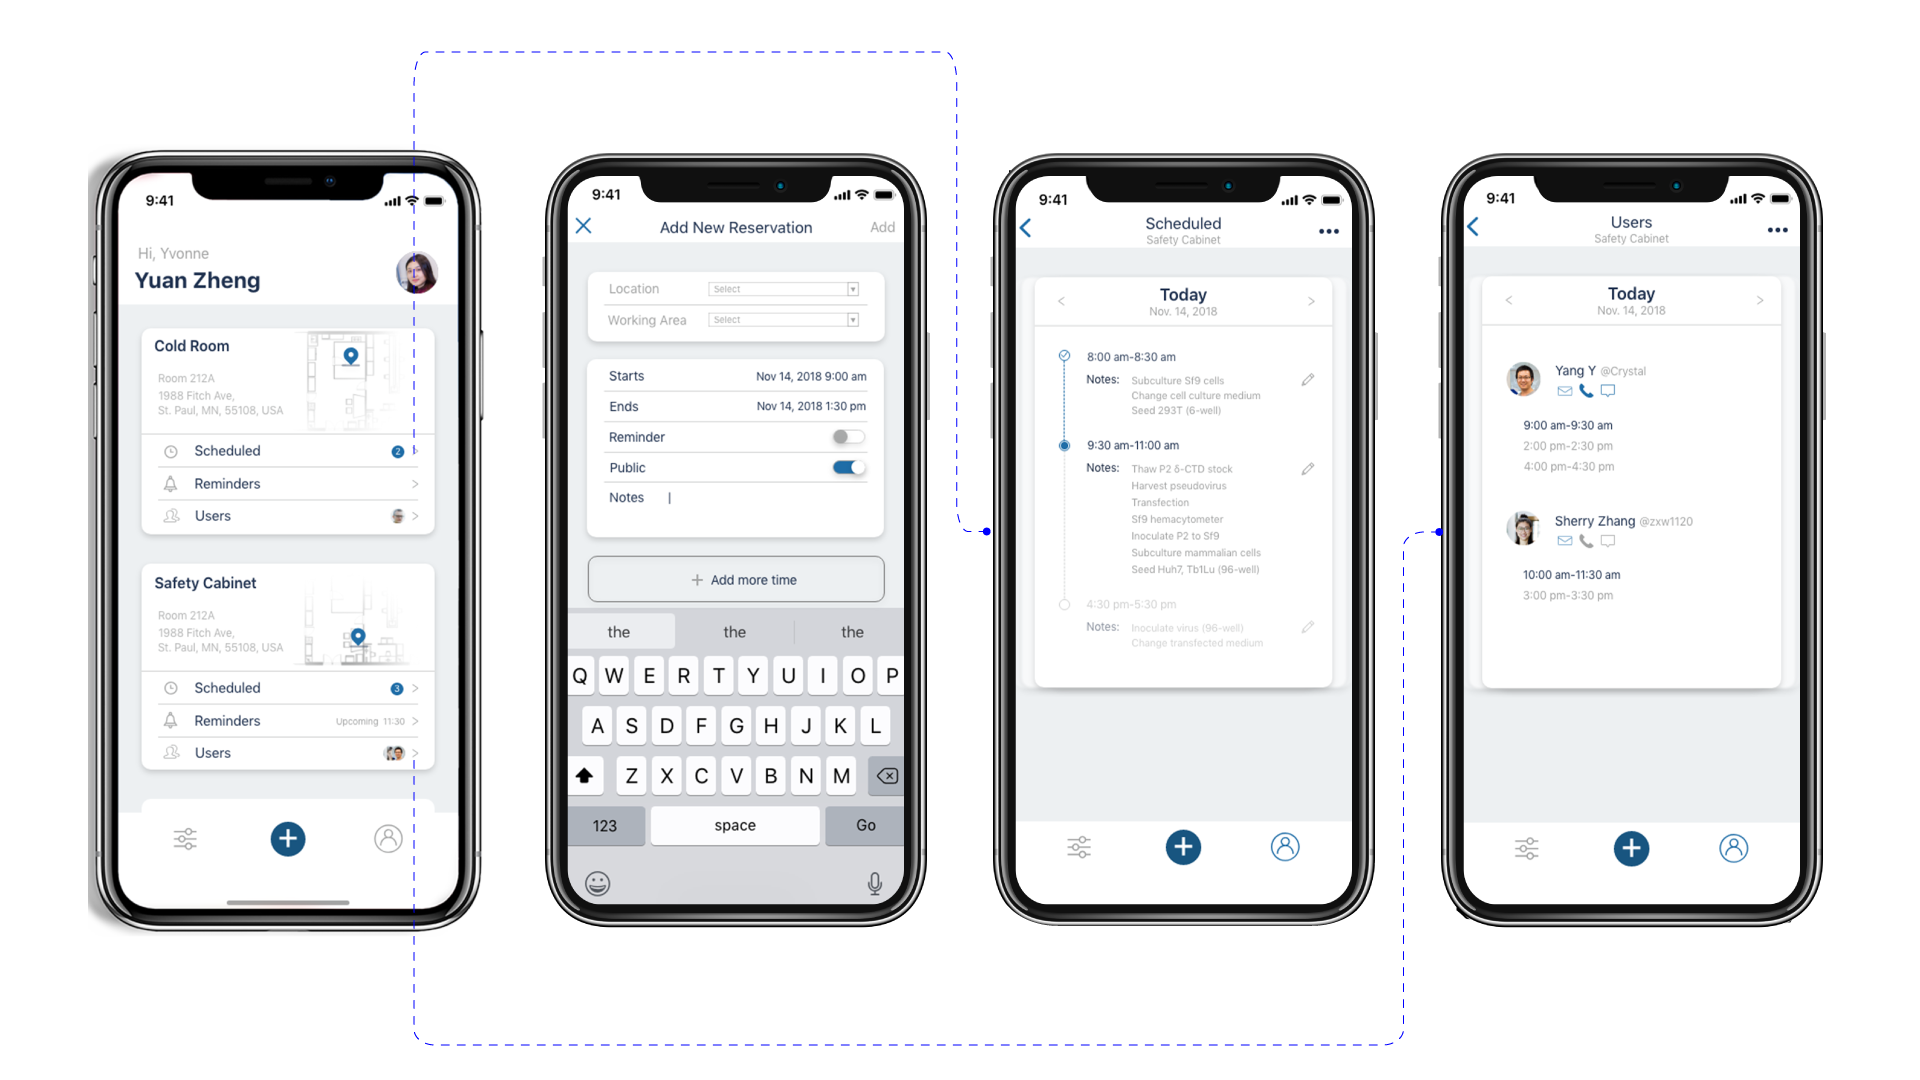 9:41
Hi, Yvonne
Yuan Zheng
Cold Room
Room 212A
1988 Fitch Ave,
St. Paul, MN, 55108, USA
Scheduled 2
Reminders
Users
Safety Cabinet
Room 212A
1988 Fitch Ave,
St. Paul, MN, 55108, USA
Scheduled 3
Reminders Upcoming 11:30
Users
9:41
Add New Reservation Add
Location Select
Working Area Select
Starts Nov 14, 2018 9:00 am
Ends Nov 14, 2018 1:30 pm
Reminder
Public
Notes
+ Add more time
the the the
Q W E R T Y U I O P
A S D F G H J K L
Z X C V B N M
123 space Go
9:41
Scheduled
Safety Cabinet
Today
Nov. 14, 2018
8:00 am-8:30 am
Notes: Subculture Sf9 cells
Change cell culture medium
Seed 293T (6-well)
9:30 am-11:00 am
Notes: Thaw P2 δ-CTD stock
Harvest pseudovirus
Transfection
Sf9 hemacytometer
Inoculate P2 to Sf9
Subculture mammalian cells
Seed Huh7, Tb1Lu (96-well)
4:30 pm-5:30 pm
Notes: Inoculate virus (96-well)
Change transfected medium
9:41
Users
Safety Cabinet
Today
Nov. 14, 2018
Yang Y @Crystal
9:00 am-9:30 am
2:00 pm-2:30 pm
4:00 pm-4:30 pm
Sherry Zhang @zxw1120
10:00 am-11:30 am
3:00 pm-3:30 pm